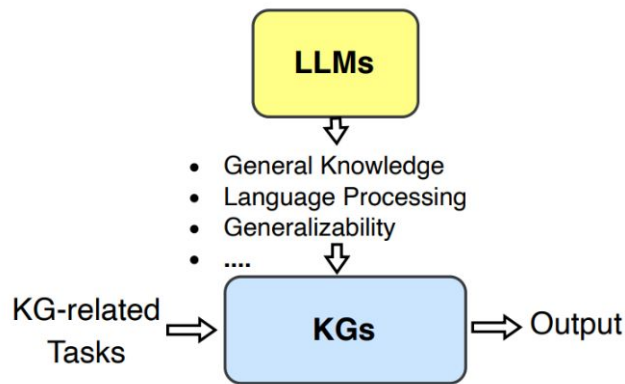 LLMs
• General Knowledge
• Language Processing
• Generalizability
• ....
KG-related
Tasks
KGs
Output